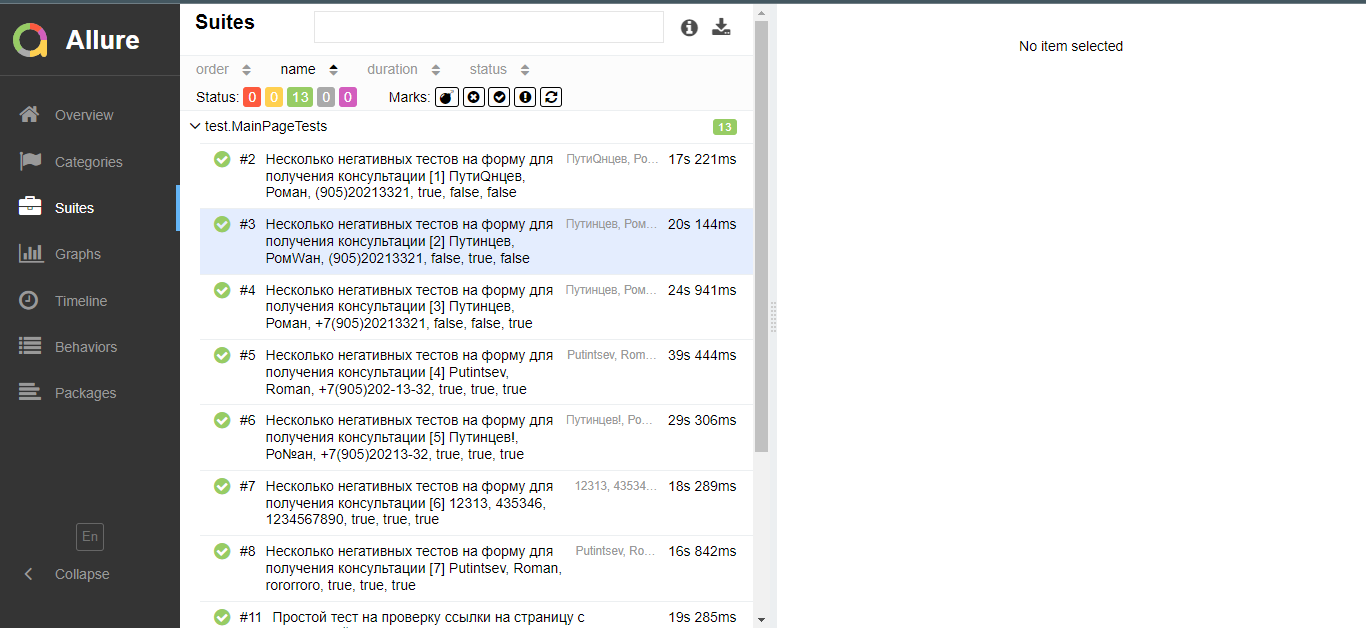 Allure
Overview
Categories
Suites
Graphs
Timeline
Behaviors
Packages
En
Collapse
Suites
order name duration status
Status: 0 0 13 0 0 Marks:
test.MainPageTests 13
#2 Несколько негативных тестов на форму для ПутиQнцев, Ро... 17s 221ms
получения консультации [1] ПутиQнцев,
Роман, (905)20213321, true, false, false
#3 Несколько негативных тестов на форму для Путинцев, Ром... 20s 144ms
получения консультации [2] Путинцев,
РомWан, (905)20213321, false, true, false
#4 Несколько негативных тестов на форму для Путинцев, Ром... 24s 941ms
получения консультации [3] Путинцев,
Роман, +7(905)20213321, false, false, true
#5 Несколько негативных тестов на форму для Putintsev, Rom... 39s 444ms
получения консультации [4] Putintsev,
Roman, +7(905)202-13-32, true, true, true
#6 Несколько негативных тестов на форму для Путинцев!, Ро... 29s 306ms
получения консультации [5] Путинцев!,
Ро№ан, +7(905)20213-32, true, true, true
#7 Несколько негативных тестов на форму для 12313, 43534... 18s 289ms
получения консультации [6] 12313, 435346,
1234567890, true, true, true
#8 Несколько негативных тестов на форму для Putintsev, Ro... 16s 842ms
получения консультации [7] Putintsev, Roman,
rororroro, true, true, true
#11 Простой тест на проверку ссылки на страницу с 19s 285ms
No item selected